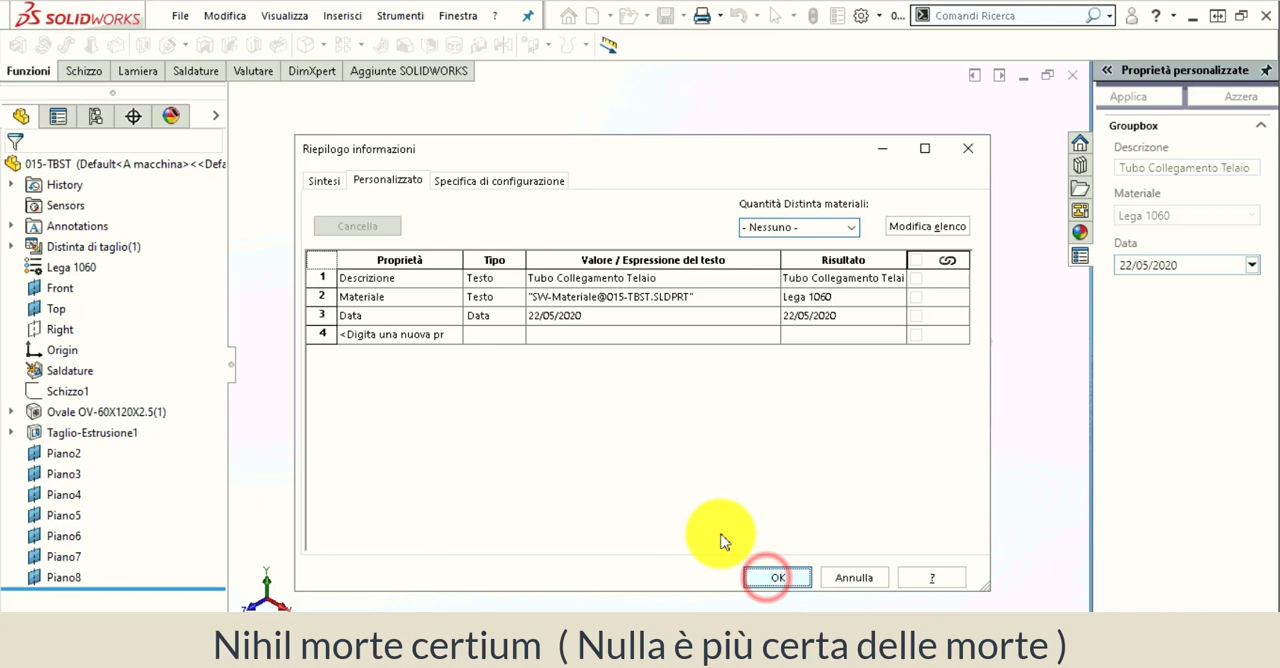 SOLIDWORKS File Modifica Visualizza Inserisci Strumenti Finestra ? 0... Comandi Ricerca ?
Funzioni Schizzo Lamiera Saldature Valutare DimXpert Aggiunte SOLIDWORKS
Proprietà personalizzate
Applica Azzera
Groupbox
Descrizione
Tubo Collegamento Telaio
Materiale
Lega 1060
Data
22/05/2020
015-TBST (Default<A macchina><<Defa
History
Sensors
Annotations
Distinta di taglio(1)
Lega 1060
Front
Top
Right
Origin
Saldature
Schizzo1
Ovale OV-60X120X2.5(1)
Taglio-Estrusione1
Piano2
Piano3
Piano4
Piano5
Piano6
Piano7
Piano8
Riepilogo informazioni
Sintesi Personalizzato Specifica di configurazione
Quantità Distinta materiali:
Cancella - Nessuno - Modifica elenco
Proprietà Tipo Valore / Espressione del testo Risultato
1 Descrizione Testo Tubo Collegamento Telaio Tubo Collegamento Telai
2 Materiale Testo "SW-Materiale@015-TBST.SLDPRT" Lega 1060
3 Data Data 22/05/2020 22/05/2020
4 <Digita una nuova pr
OK Annulla ?
Y
Nihil morte certium ( Nulla è più certa delle morte )